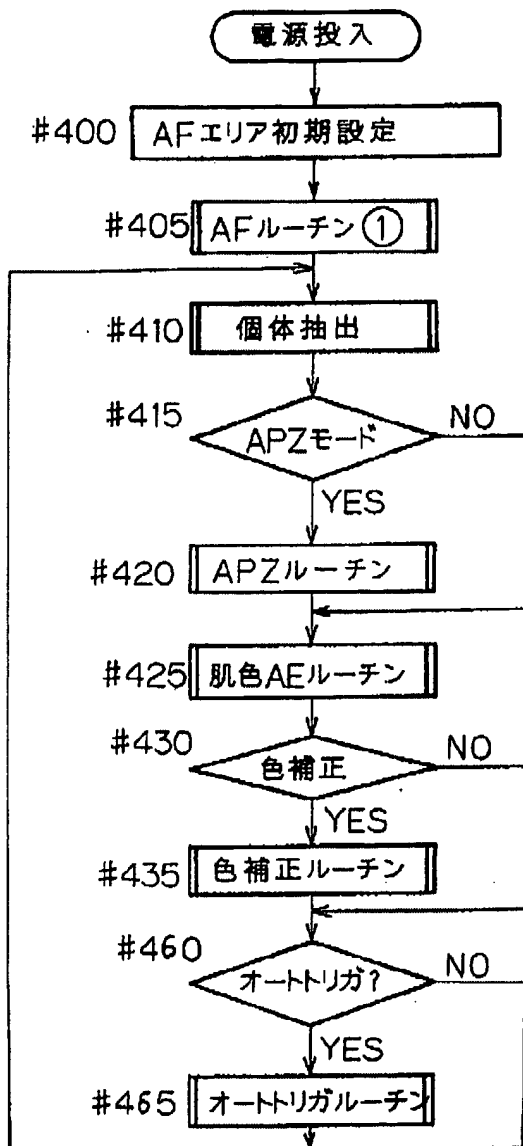 電源投入
#400 AFエリア初期設定
#405 AFルーチン①
#410 個体抽出
#415 APZモード NO
YES
#420 APZルーチン
#425 肌色AEルーチン
#430 色補正 NO
YES
#435 色補正ルーチン
#460 オートトリガ? NO
YES
#465 オートトリガルーチン